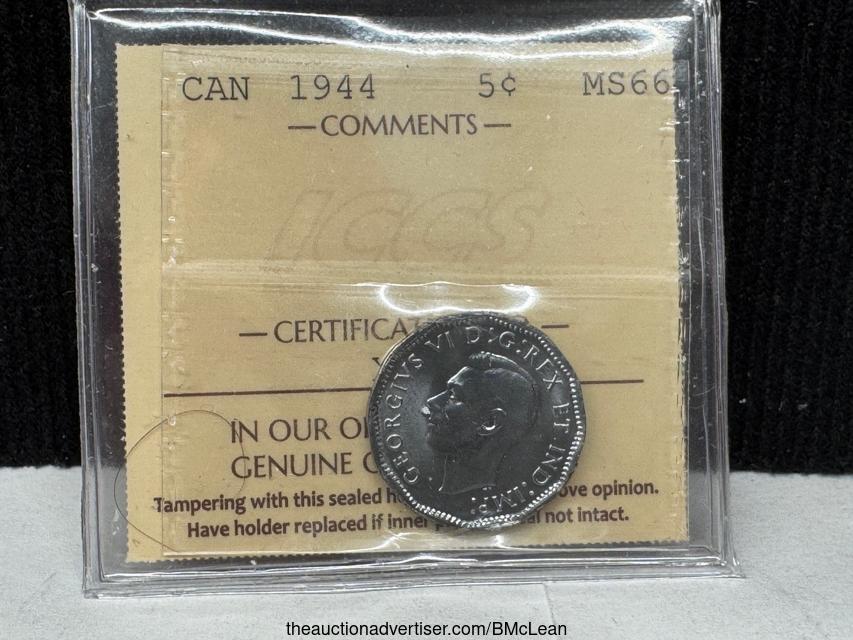 CAN 1944 5¢ MS66
—COMMENTS—
ICCS
— CERTIFICA —
IN OUR O
GENUINE
Tampering with this sealed h ove opinion.
Have holder replaced if inner al not intact.
GEORGIVS VI D:G:REX ET IND:IMP:
theauctionadvertiser.com/BMcLean